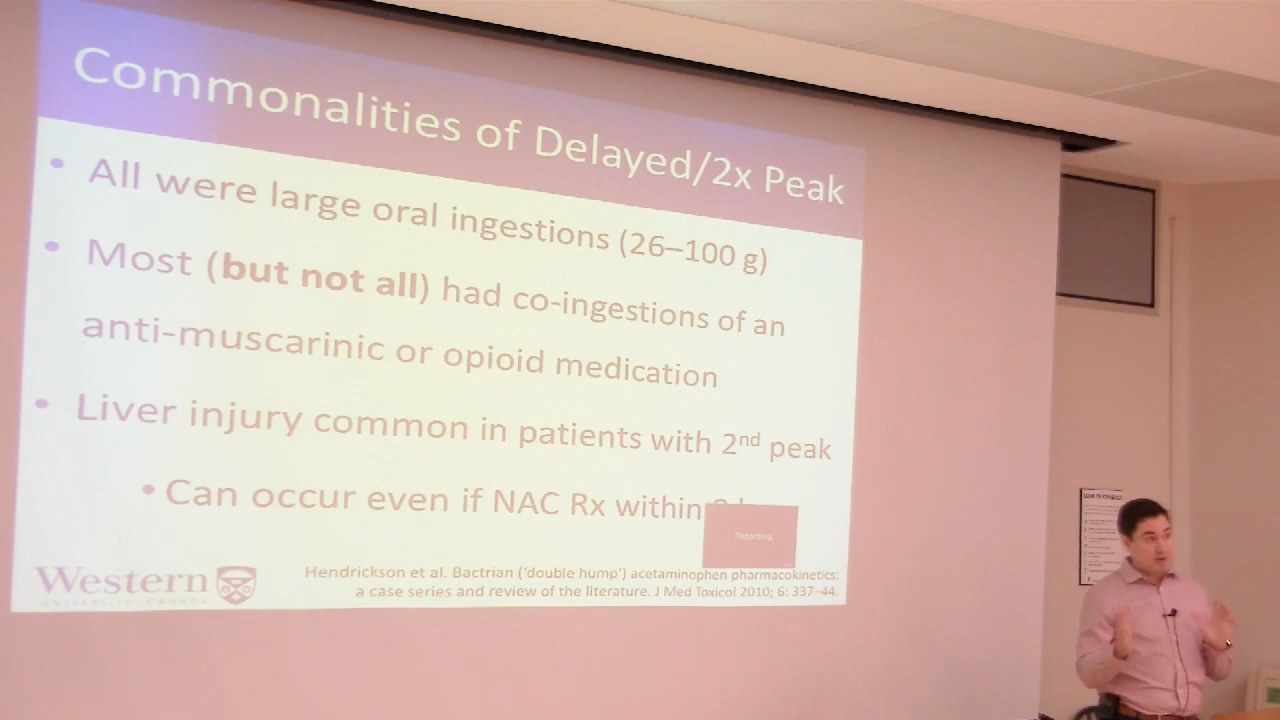 Commonalities of Delayed/2x Peak
• All were large oral ingestions (26–100 g)
• Most (but not all) had co-ingestions of an
anti-muscarinic or opioid medication
• Liver injury common in patients with 2nd peak
• Can occur even if NAC Rx within
Recording
Western
UNIVERSITY · CANADA
Hendrickson et al. Bactrian ('double hump') acetaminophen pharmacokinetics:
a case series and review of the literature. J Med Toxicol 2010; 6: 337–44.